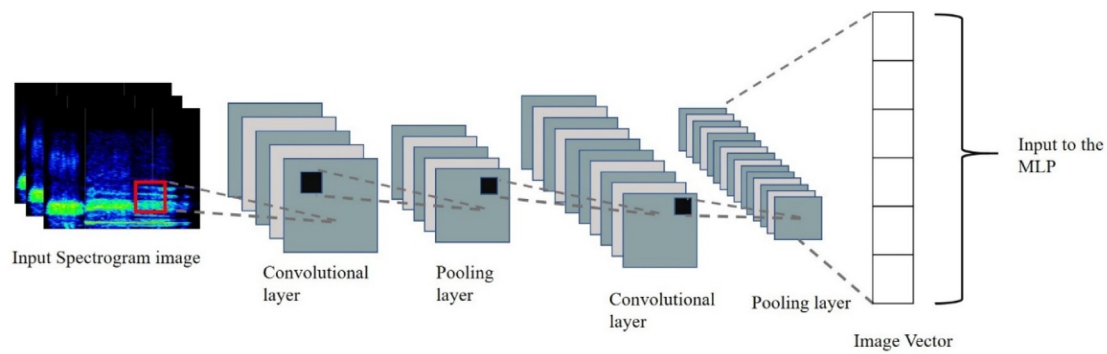 Input Spectrogram image
Convolutional
layer
Pooling
layer
Convolutional
layer
Pooling layer
Image Vector
Input to the
MLP